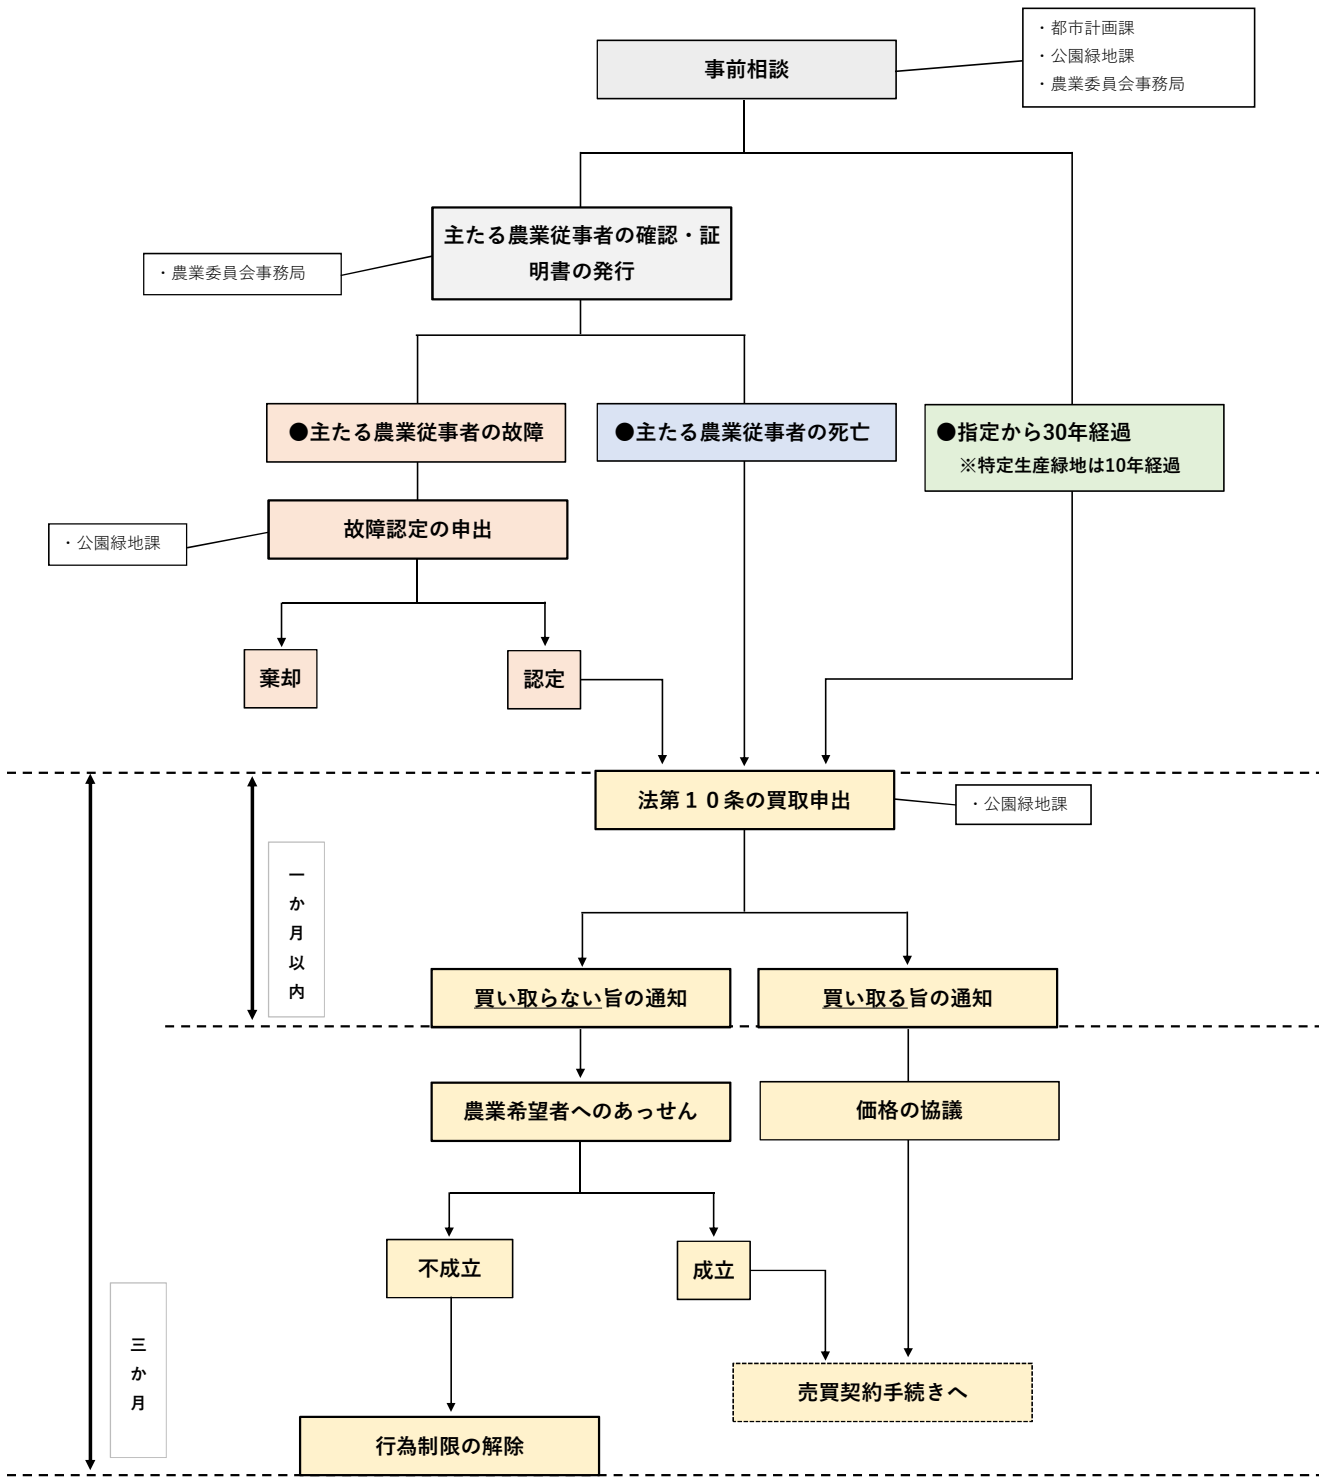 ・都市計画課
・公園緑地課
・農業委員会事務局
事前相談
主たる農業従事者の確認・証
明書の発行
・農業委員会事務局
●主たる農業従事者の故障
●主たる農業従事者の死亡
●指定から30年経過
※特定生産緑地は10年経過
故障認定の申出
・公園緑地課
棄却
認定
法第１０条の買取申出
・公園緑地課
一か月以内
買い取らない旨の通知
買い取る旨の通知
農業希望者へのあっせん
価格の協議
不成立
成立
三か月
売買契約手続きへ
行為制限の解除